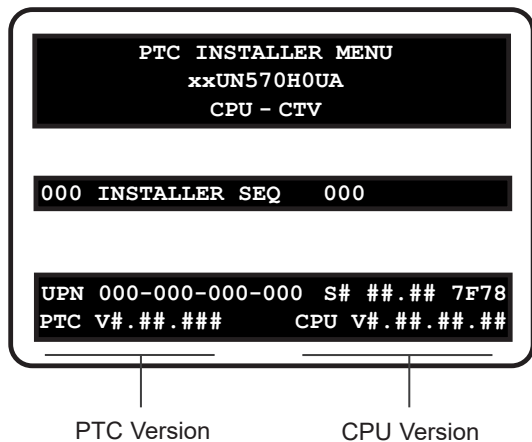 PTC INSTALLER MENU
xxUN570H0UA
CPU – CTV
000 INSTALLER SEQ 000
UPN 000-000-000-000 S# ##.## 7F78
PTC V#.##.### CPU V#.##.##.##
PTC Version CPU Version